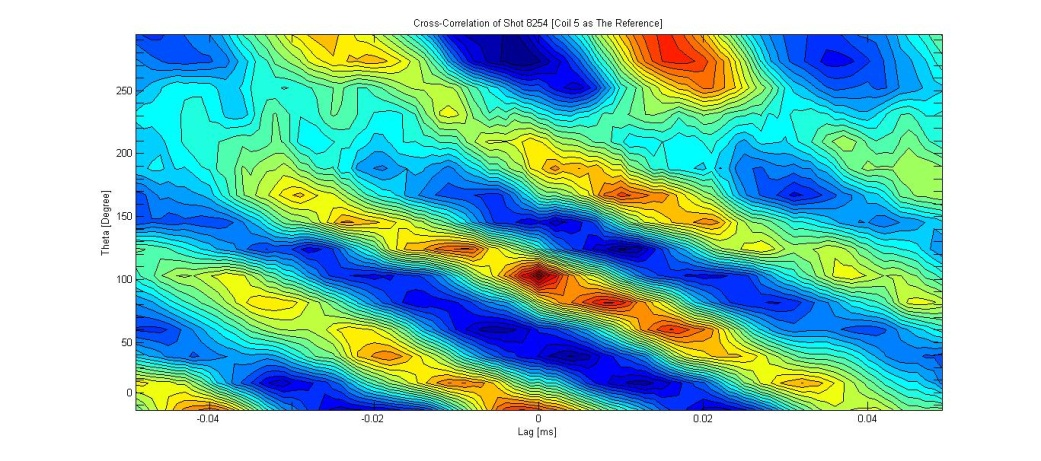 Cross-Correlation of Shot 8254 [Coil 5 as The Reference]
250
200
150
100
50
0
Theta [Degree]
-0.04 -0.02 0 0.02 0.04
Lag [ms]